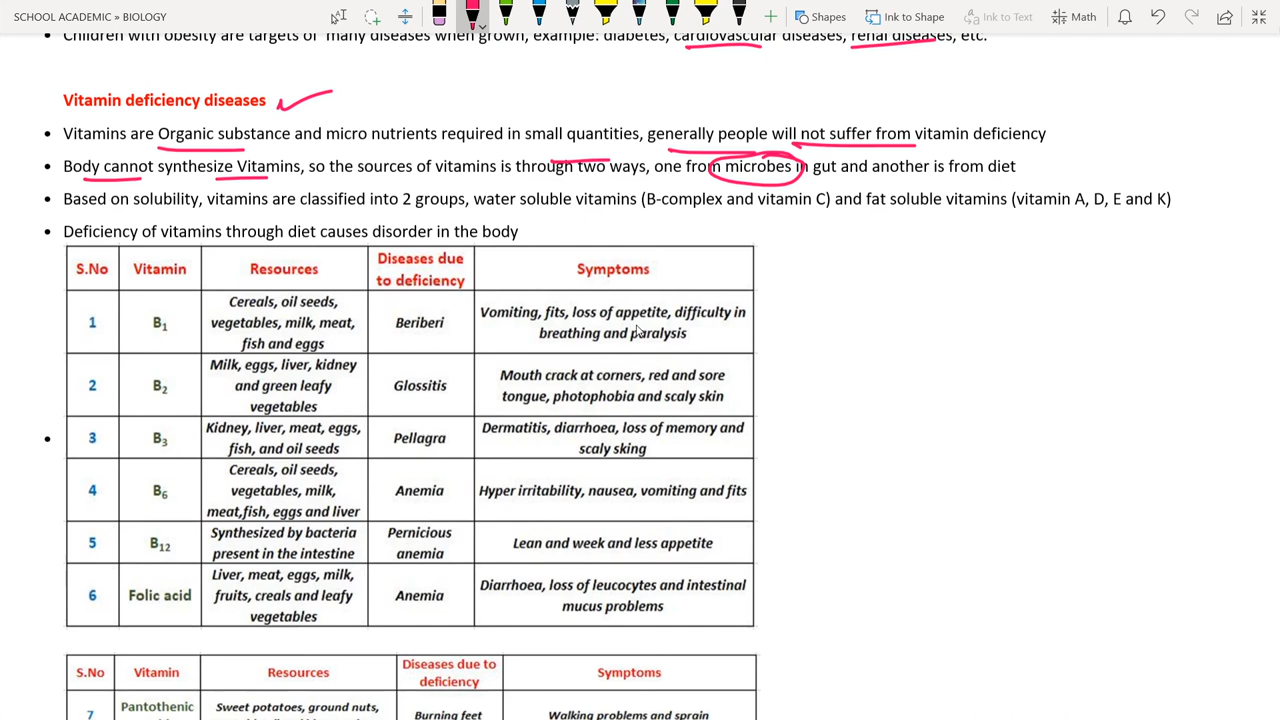 SCHOOL ACADEMIC » BIOLOGY
Shapes Ink to Shape Ink to Text Math
• Children with obesity are targets of many diseases when grown, example: diabetes, cardiovascular diseases, renal diseases, etc.
Vitamin deficiency diseases
• Vitamins are Organic substance and micro nutrients required in small quantities, generally people will not suffer from vitamin deficiency
• Body cannot synthesize Vitamins, so the sources of vitamins is through two ways, one from microbes in gut and another is from diet
• Based on solubility, vitamins are classified into 2 groups, water soluble vitamins (B-complex and vitamin C) and fat soluble vitamins (vitamin A, D, E and K)
• Deficiency of vitamins through diet causes disorder in the body
S.No Vitamin Resources Diseases due to deficiency Symptoms
1 B1 Cereals, oil seeds, vegetables, milk, meat, fish and eggs Beriberi Vomiting, fits, loss of appetite, difficulty in breathing and paralysis
2 B2 Milk, eggs, liver, kidney and green leafy vegetables Glossitis Mouth crack at corners, red and sore tongue, photophobia and scaly skin
3 B3 Kidney, liver, meat, eggs, fish, and oil seeds Pellagra Dermatitis, diarrhoea, loss of memory and scaly sking
4 B6 Cereals, oil seeds, vegetables, milk, meat,fish, eggs and liver Anemia Hyper irritability, nausea, vomiting and fits
5 B12 Synthesized by bacteria present in the intestine Pernicious anemia Lean and week and less appetite
6 Folic acid Liver, meat, eggs, milk, fruits, creals and leafy vegetables Anemia Diarrhoea, loss of leucocytes and intestinal mucus problems
S.No Vitamin Resources Diseases due to deficiency Symptoms
7 Pantothenic Sweet potatoes, ground nuts, Burning feet Walking problems and sprain